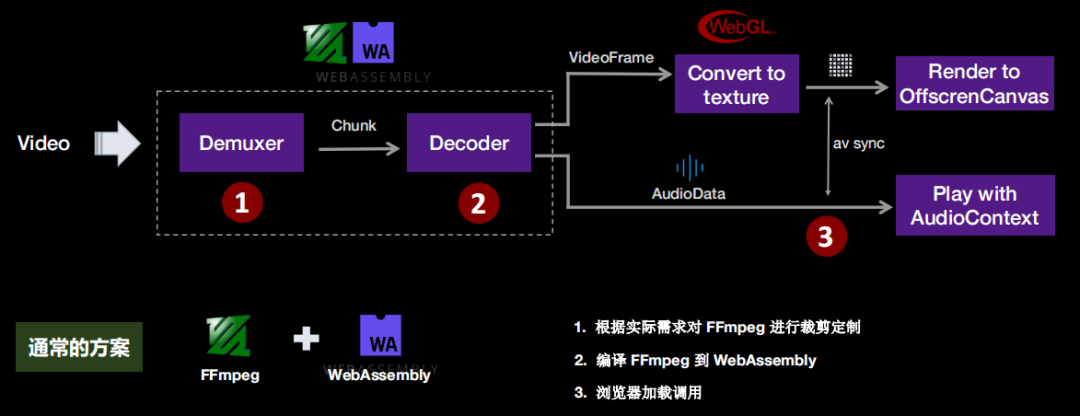 WebGL
WA
WEBASSEMBLY
VideoFrame
Convert to
texture
Render to
OffscrenCanvas
Video
Demuxer
Chunk
Decoder
av sync
1
2
AudioData
3
Play with
AudioContext
通常的方案
FFmpeg
WA
WEBASSEMBLY
WebAssembly
1. 根据实际需求对 FFmpeg 进行裁剪定制
2. 编译 FFmpeg 到 WebAssembly
3. 浏览器加载调用